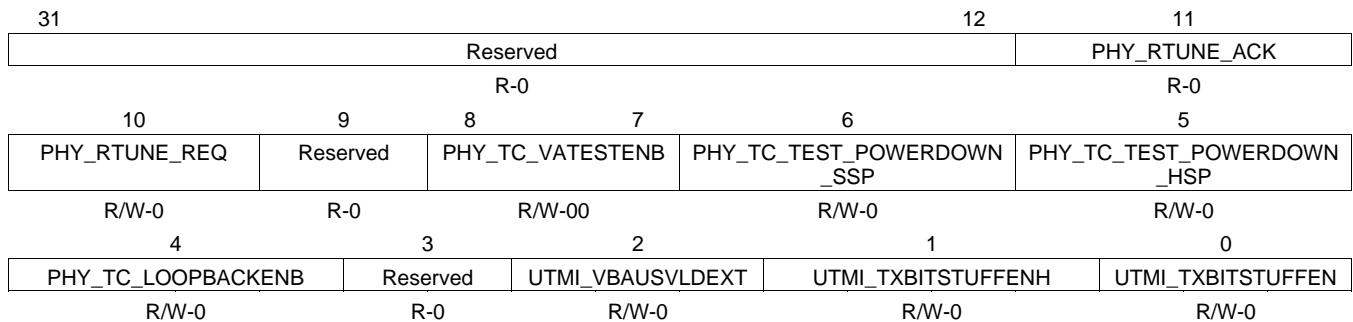 31 12 11
Reserved PHY_RTUNE_ACK
R-0 R-0
10 9 8 7 6 5
PHY_RTUNE_REQ Reserved PHY_TC_VATESTENB PHY_TC_TEST_POWERDOWN PHY_TC_TEST_POWERDOWN
_SSP _HSP
R/W-0 R-0 R/W-00 R/W-0 R/W-0
4 3 2 1 0
PHY_TC_LOOPBACKENB Reserved UTMI_VBAUSVLDEXT UTMI_TXBITSTUFFENH UTMI_TXBITSTUFFEN
R/W-0 R-0 R/W-0 R/W-0 R/W-0